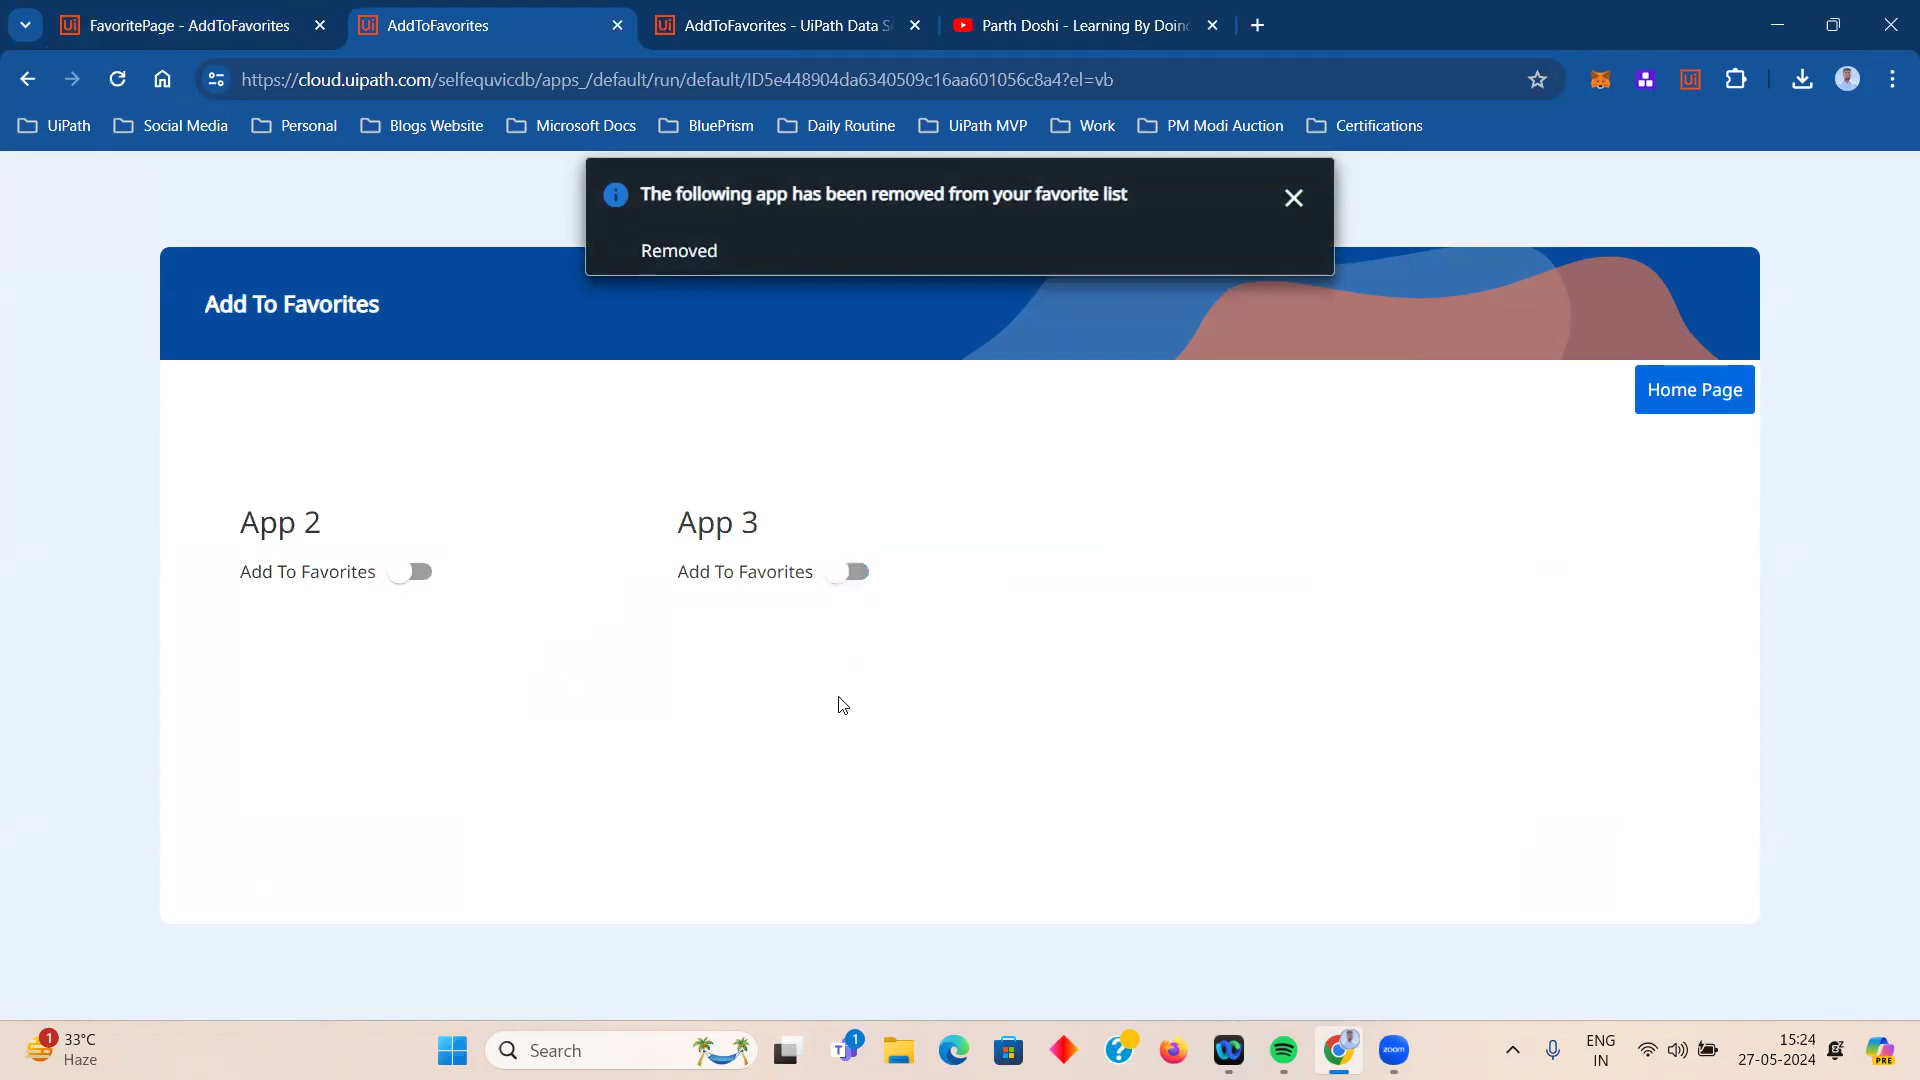 FavoritePage - AddToFavorites
AddToFavorites
AddToFavorites - UiPath Data S
Parth Doshi - Learning By Doin
https://cloud.uipath.com/selfequvicdb/apps_/default/run/default/ID5e448904da6340509c16aa601056c8a4?el=vb
UiPath
Social Media
Personal
Blogs Website
Microsoft Docs
BluePrism
Daily Routine
UiPath MVP
Work
PM Modi Auction
Certifications
The following app has been removed from your favorite list
Removed
Add To Favorites
Home Page
App 2
Add To Favorites
App 3
Add To Favorites
1
33°C
Haze
Search
1
zoom
ENG
IN
15:24
27-05-2024
PRE